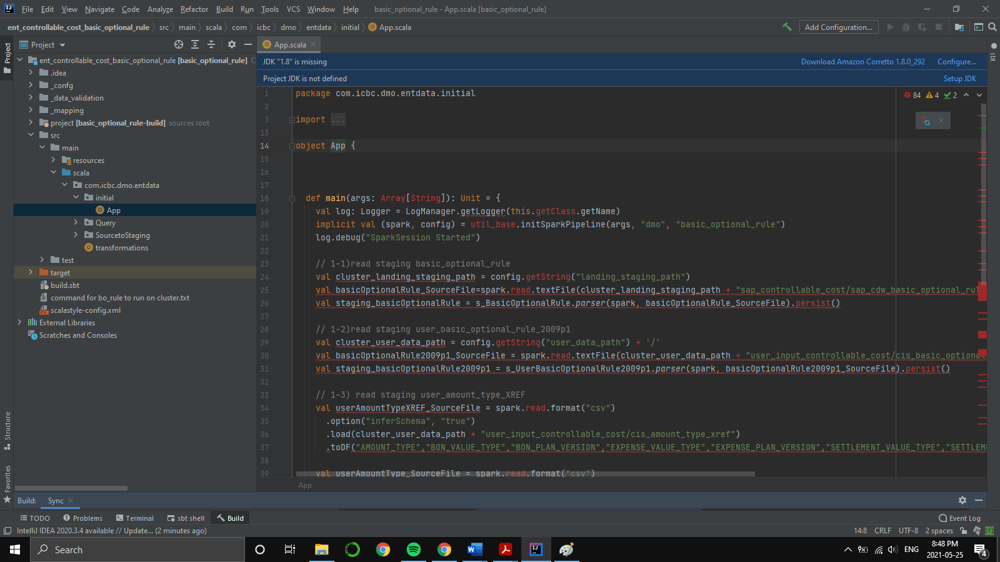 File Edit View Navigate Code Analyze Refactor Build Run Tools VCS Window Help basic_optional_rule - App.scala [basic_optional_rule]
ent_controllable_cost_basic_optional_rule src main scala com icbc dmo entdata initial App.scala
Add Configuration...
Project
App.scala
JDK "1.8" is missing
Download Amazon Corretto 1.8.0_292 Configure...
Project JDK is not defined
Setup JDK
Project
ent_controllable_cost_basic_optional_rule [basic_optional_rule] C
.idea
_confg
_data_validation
_mapping
project [basic_optional_rule-build] sources root
src
main
resources
scala
com.icbc.dmo.entdata
initial
App
Query
SourcetoStaging
transformations
test
target
build.sbt
command for bo_rule to run on cluster.txt
scalastyle-config.xml
External Libraries
Scratches and Consoles
84 4 2
sbt
1 package com.icbc.dmo.entdata.initial
2
3 import ...
13
14 object App {
15
16
17
18 def main(args: Array[String]): Unit = {
19 val log: Logger = LogManager.getLogger(this.getClass.getName)
20 implicit val (spark, config) = util_base.initSparkPipeline(args, "dmo", "basic_optional_rule")
21 log.debug("SparkSession Started")
22
23 // 1-1)read staging basic_optional_rule
24 val cluster_landing_staging_path = config.getString("landing_staging_path")
25 val basicOptionalRule_SourceFile=spark.read.textFile(cluster_landing_staging_path + "sap_controllable_cost/sap_cdw_basic_optional_rul
26 val staging_basicOptionalRule = s_BasicOptionalRule.parser(spark, basicOptionalRule_SourceFile).persist()
27
28 // 1-2)read staging user_basic_optional_rule_2009p1
29 val cluster_user_data_path = config.getString("user_data_path") + '/'
30 val basicOptionalRule2009p1_SourceFile = spark.read.textFile(cluster_user_data_path + "user_input_controllable_cost/cis_basic_optional
31 val staging_basicOptionalRule2009p1 = s_UserBasicOptionalRule2009p1.parser(spark, basicOptionalRule2009p1_SourceFile).persist()
32
33 // 1-3) read staging user_amount_type_XREF
34 val userAmountTypeXREF_SourceFile = spark.read.format("csv")
35 .option("inferSchema", "true")
36 .load(cluster_user_data_path + "user_input_controllable_cost/cis_amount_type_xref")
37 .toDF("AMOUNT_TYPE","BON_VALUE_TYPE","BON_PLAN_VERSION","EXPENSE_VALUE_TYPE","EXPENSE_PLAN_VERSION","SETTLEMENT_VALUE_TYPE","SETTLEM
38
39 val userAmountType_SourceFile = spark.read.format("csv")
App
Structure
Favorites
Build: Sync
TODO Problems Terminal sbt shell Build
Event Log
IntelliJ IDEA 2020.3.4 available // Update... (2 minutes ago)
14:8 CRLF UTF-8 2 spaces
Search
ENG
8:48 PM
2021-05-25
4